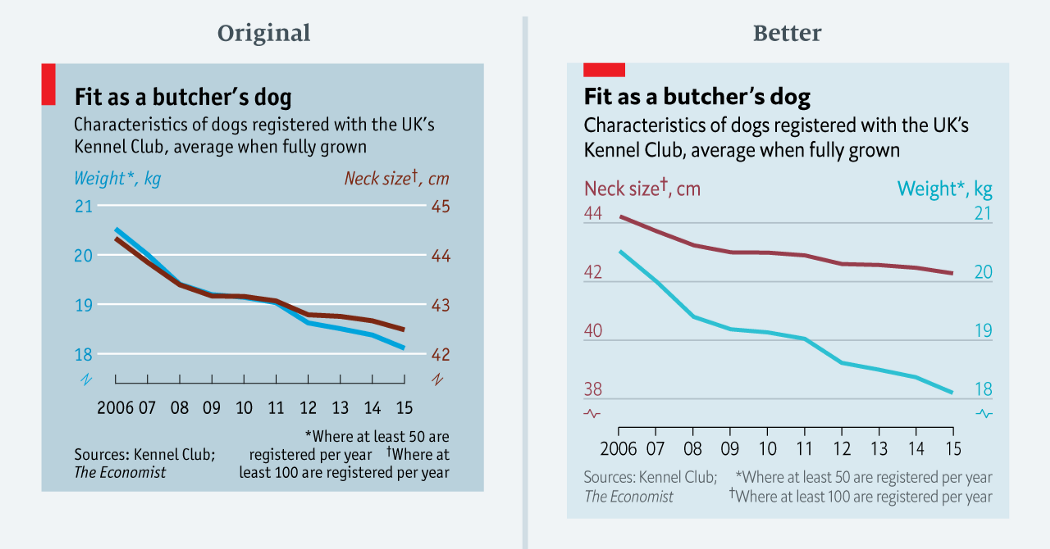 Original
Fit as a butcher's dog
Characteristics of dogs registered with the UK's
Kennel Club, average when fully grown
Weight*, kg Neck size†, cm
21 45
20 44
19 43
18 42
2006 07 08 09 10 11 12 13 14 15
*Where at least 50 are
Sources: Kennel Club; registered per year †Where at
The Economist least 100 are registered per year
Better
Fit as a butcher's dog
Characteristics of dogs registered with the UK's
Kennel Club, average when fully grown
Neck size†, cm Weight*, kg
44 21
42 20
40 19
38 18
2006 07 08 09 10 11 12 13 14 15
Sources: Kennel Club; *Where at least 50 are registered per year
The Economist †Where at least 100 are registered per year